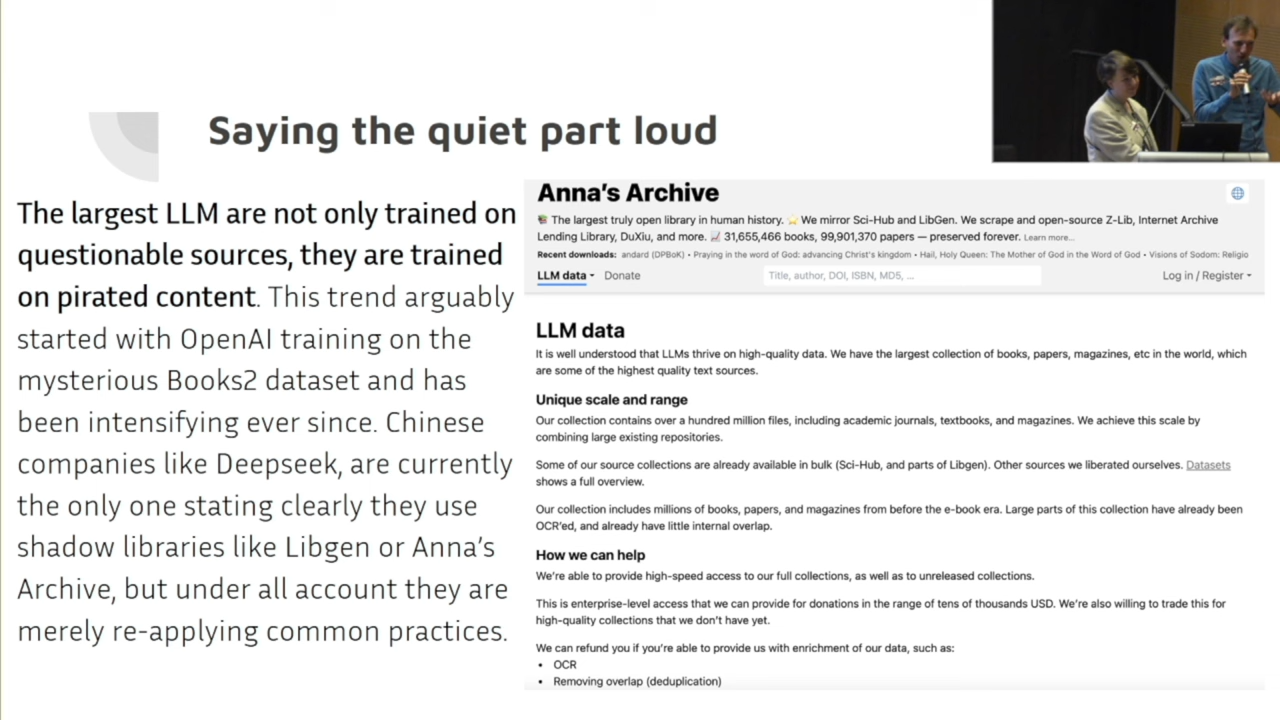 Saying the quiet part loud
The largest LLM are not only trained on
questionable sources, they are trained
on pirated content. This trend arguably
started with OpenAI training on the
mysterious Books2 dataset and has
been intensifying ever since. Chinese
companies like Deepseek, are currently
the only one stating clearly they use
shadow libraries like Libgen or Anna’s
Archive, but under all account they are
merely re-applying common practices.
Anna’s Archive
📚 The largest truly open library in human history. ⭐ We mirror Sci-Hub and LibGen. We scrape and open-source Z-Lib, Internet Archive
Lending Library, DuXiu, and more. 📈 31,655,466 books, 99,901,370 papers — preserved forever. Learn more…
Recent downloads: andard (DPBoK) • Praying in the word of God: advancing Christ's kingdom • Hail, Holy Queen: The Mother of God in the Word of God • Visions of Sodom: Religio
LLM data Donate Title, author, DOI, ISBN, MD5, … Log in / Register
LLM data
It is well understood that LLMs thrive on high-quality data. We have the largest collection of books, papers, magazines, etc in the world, which
are some of the highest quality text sources.
Unique scale and range
Our collection contains over a hundred million files, including academic journals, textbooks, and magazines. We achieve this scale by
combining large existing repositories.
Some of our source collections are already available in bulk (Sci-Hub, and parts of Libgen). Other sources we liberated ourselves. Datasets
shows a full overview.
Our collection includes millions of books, papers, and magazines from before the e-book era. Large parts of this collection have already been
OCR'ed, and already have little internal overlap.
How we can help
We're able to provide high-speed access to our full collections, as well as to unreleased collections.
This is enterprise-level access that we can provide for donations in the range of tens of thousands USD. We're also willing to trade this for
high-quality collections that we don't have yet.
We can refund you if you're able to provide us with enrichment of our data, such as:
• OCR
• Removing overlap (deduplication)